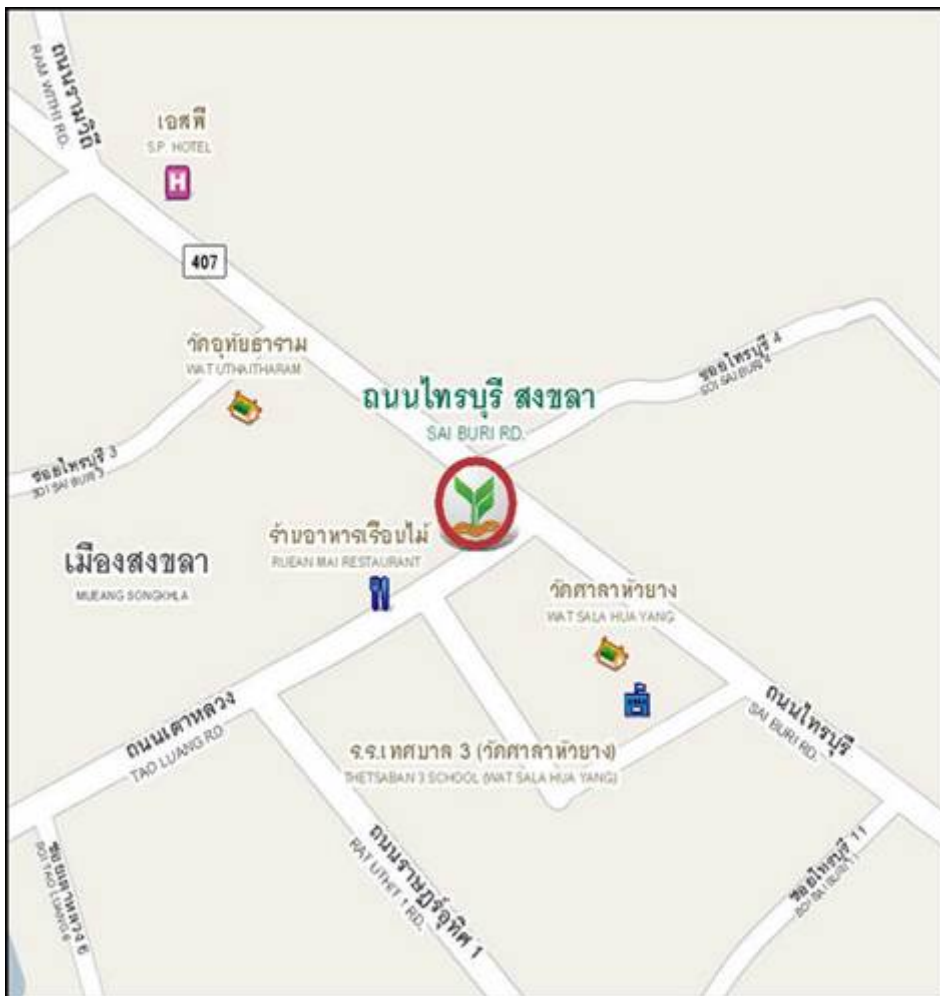 ถนนรามวิถี
RAM WITHI RD.
เอสพี
S.P. HOTEL
H
407
วัดอุทัยธาราม
WAT UTHAITHARAM
ซอยไทรบุรี 4
SOI SAI BURI 4
ถนนไทรบุรี สงขลา
SAI BURI RD.
ซอยไทรบุรี 3
SOI SAI BURI 3
ร้านอาหารเรือนไม้
RUEAN MAI RESTAURANT
เมืองสงขลา
MUEANG SONGKHLA
วัดศาลาหัวยาง
WAT SALA HUA YANG
ถนนเตาหลวง
TAO LUANG RD.
ถนนไทรบุรี
SAI BURI RD.
ร.ร.เทศบาล 3 (วัดศาลาหัวยาง)
THETSABAN 3 SCHOOL (WAT SALA HUA YANG)
ซอยเตาหลวง 6
SOI TAO LUANG 6
ถนนราษฎร์อุทิศ 1
RAT UTHIT 1 RD.
ซอยไทรบุรี 11
SOI SAI BURI 11